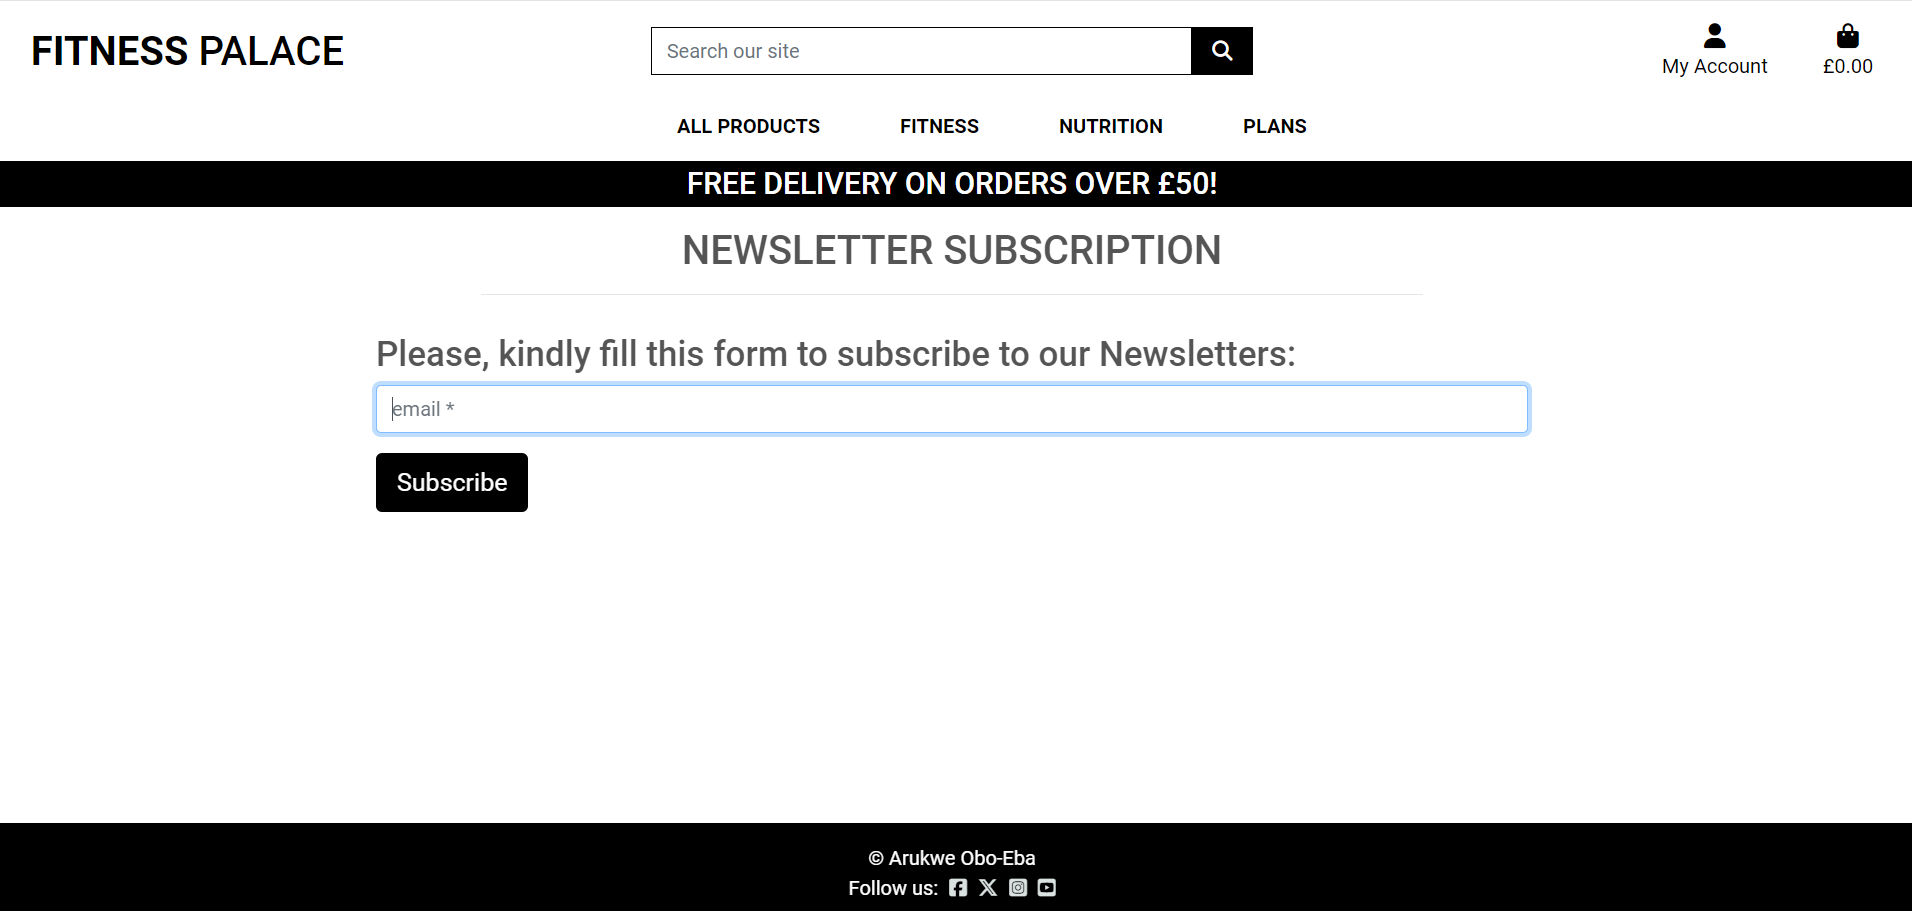 FITNESS PALACE
Search our site
My Account
£0.00
ALL PRODUCTS FITNESS NUTRITION PLANS
FREE DELIVERY ON ORDERS OVER £50!
NEWSLETTER SUBSCRIPTION
Please, kindly fill this form to subscribe to our Newsletters:
email *
Subscribe
© Arukwe Obo-Eba
Follow us: